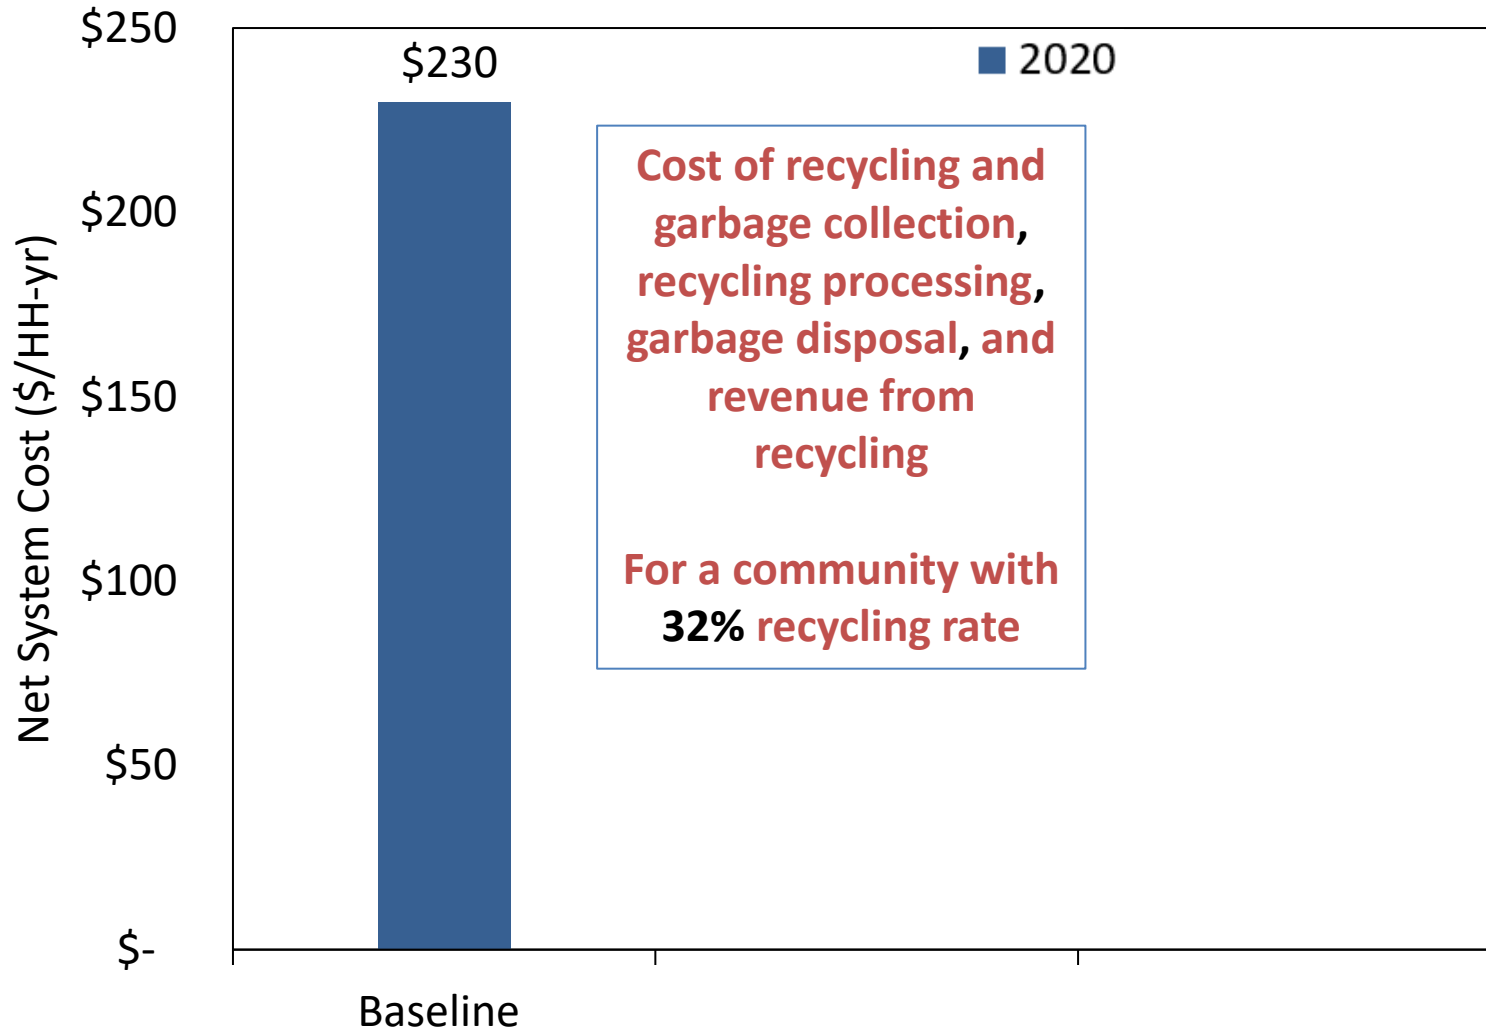 $250
$230
2020
Cost of recycling and
garbage collection,
recycling processing,
garbage disposal, and
revenue from
recycling
For a community with
32% recycling rate
$200
$150
$100
$50
$-
Net System Cost ($/HH-yr)
Baseline